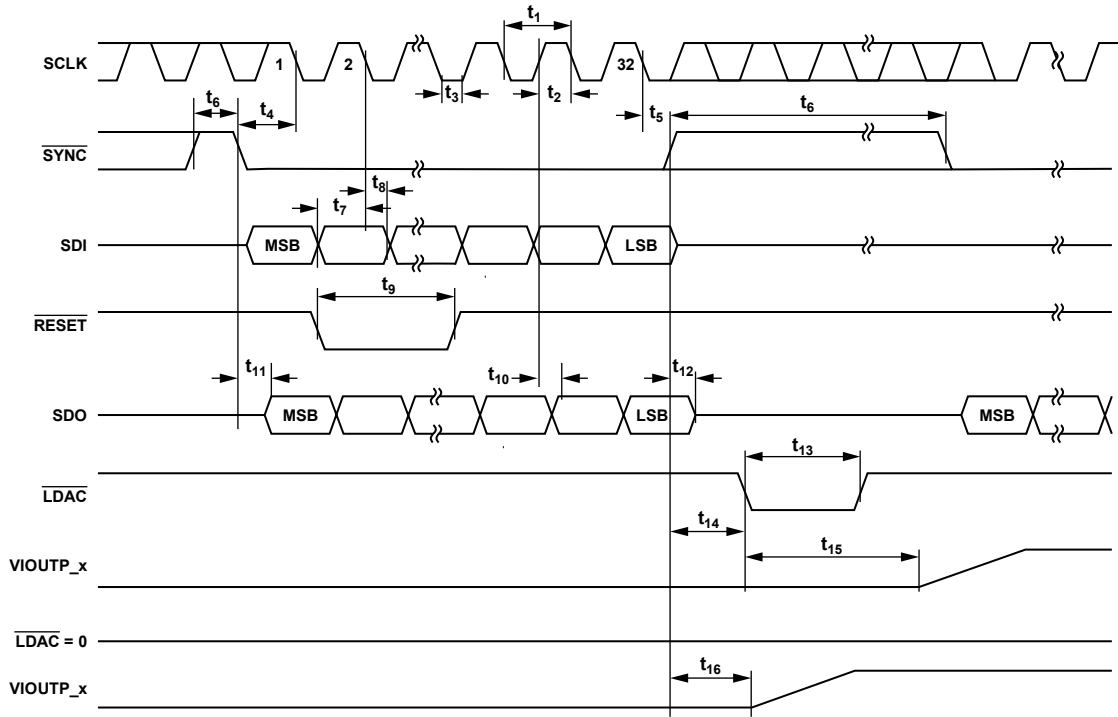 t1
SCLK
1
2
32
t3
t2
t6
t4
t5
t6
SYNC
t8
t7
SDI
MSB
LSB
t9
RESET
t11
t10
t12
SDO
MSB
LSB
MSB
t13
LDAC
t14
t15
VIOUTP_x
LDAC = 0
t16
VIOUTP_x